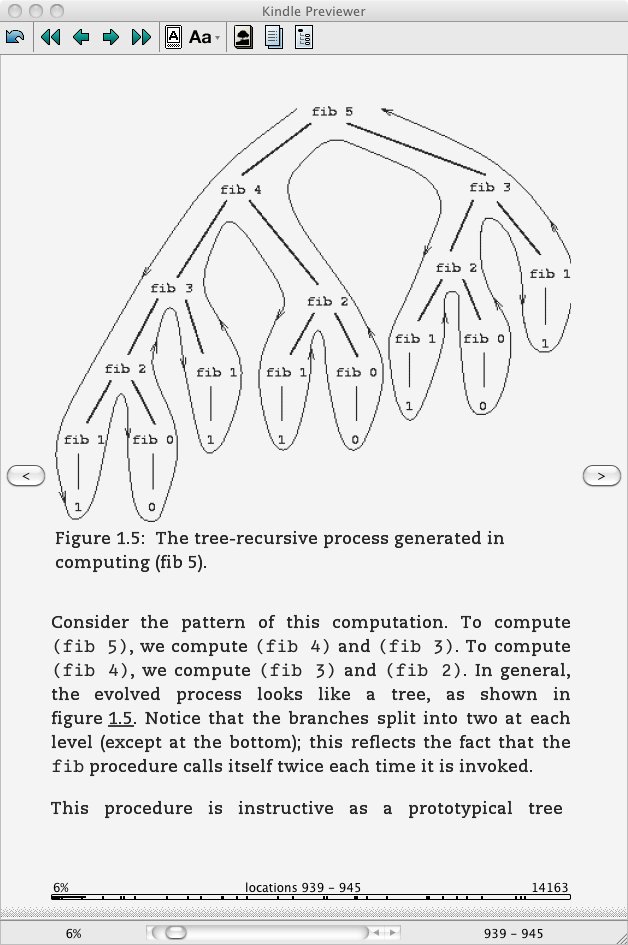 Kindle Previewer
A Aa
fib 5
fib 4
fib 3
fib 3
fib 2
fib 2
fib 1
fib 2
fib 1
fib 1
fib 0
fib 1
fib 0
fib 1
fib 0
1
1
1
0
1
0
1
0
< >
Figure 1.5: The tree-recursive process generated in
computing (fib 5).
Consider the pattern of this computation. To compute
(fib 5), we compute (fib 4) and (fib 3). To compute
(fib 4), we compute (fib 3) and (fib 2). In general,
the evolved process looks like a tree, as shown in
figure 1.5. Notice that the branches split into two at each
level (except at the bottom); this reflects the fact that the
fib procedure calls itself twice each time it is invoked.
This procedure is instructive as a prototypical tree
6% locations 939 – 945 14163
6% 939 – 945